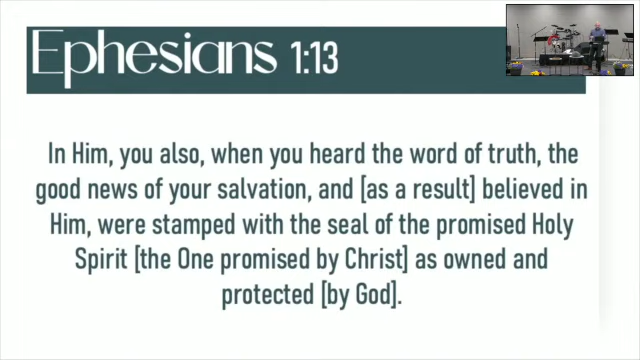 Ephesians 1:13
In Him, you also, when you heard the word of truth, the
good news of your salvation, and [as a result] believed in
Him, were stamped with the seal of the promised Holy
Spirit [the One promised by Christ] as owned and
protected [by God].